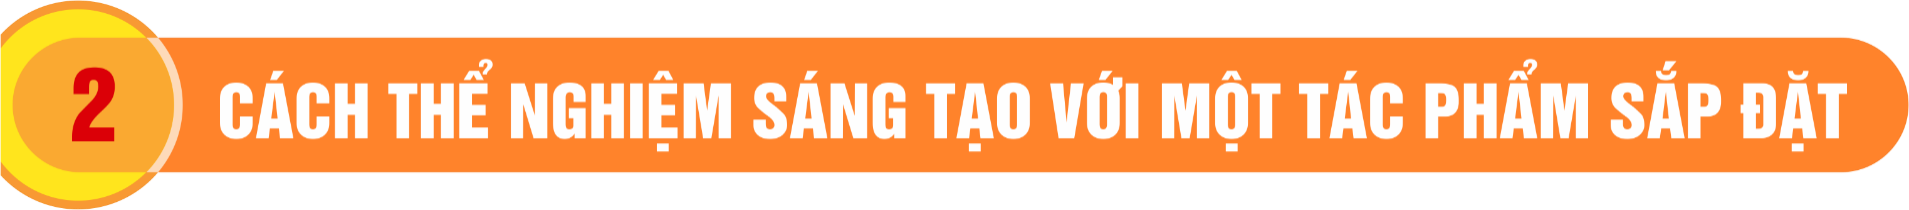 2 CÁCH THỂ NGHIỆM SÁNG TẠO VỚI MỘT TÁC PHẨM SẮP ĐẶT